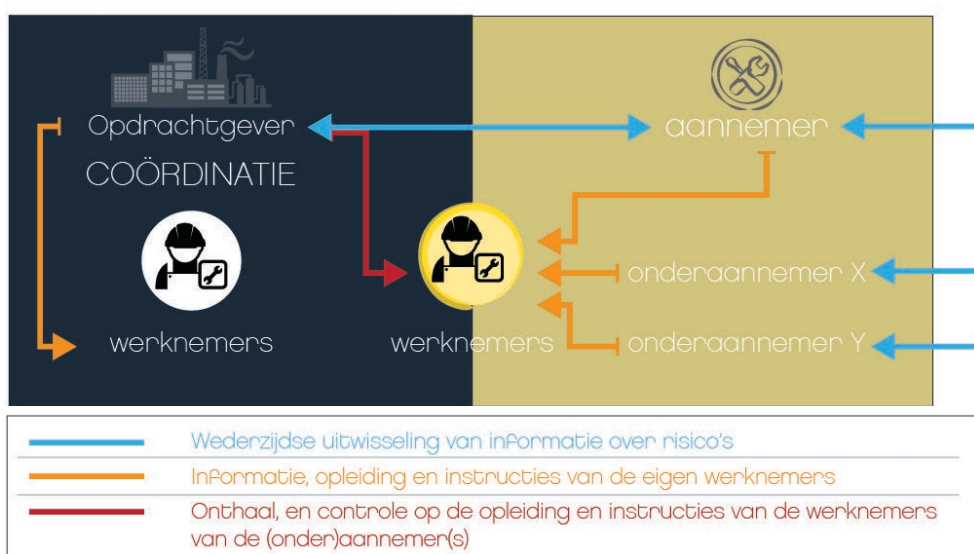 Opdrachtgever
aannemer
COÖRDINATIE
onderaannemer X
werknemers
werknemers
onderaannemer Y
Wederzijdse uitwisseling van informatie over risico's
Informatie, opleiding en instructies van de eigen werknemers
Onthaal, en controle op de opleiding en instructies van de werknemers
van de (onder)aannemer(s)